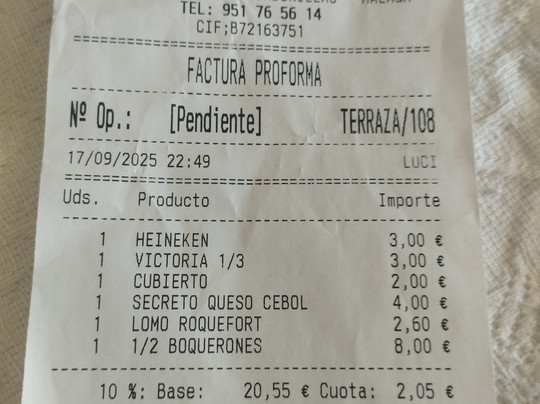 TEL: 951 76 56 14
CIF;B72163751
FACTURA PROFORMA
Nº Op.: [Pendiente] TERRAZA/108
17/09/2025 22:49 LUCI
Uds. Producto Importe
1 HEINEKEN 3,00 €
1 VICTORIA 1/3 3,00 €
1 CUBIERTO 2,00 €
1 SECRETO QUESO CEBOL 4,00 €
1 LOMO ROQUEFORT 2,60 €
1 1/2 BOQUERONES 8,00 €
10 %: Base: 20,55 € Cuota: 2,05 €